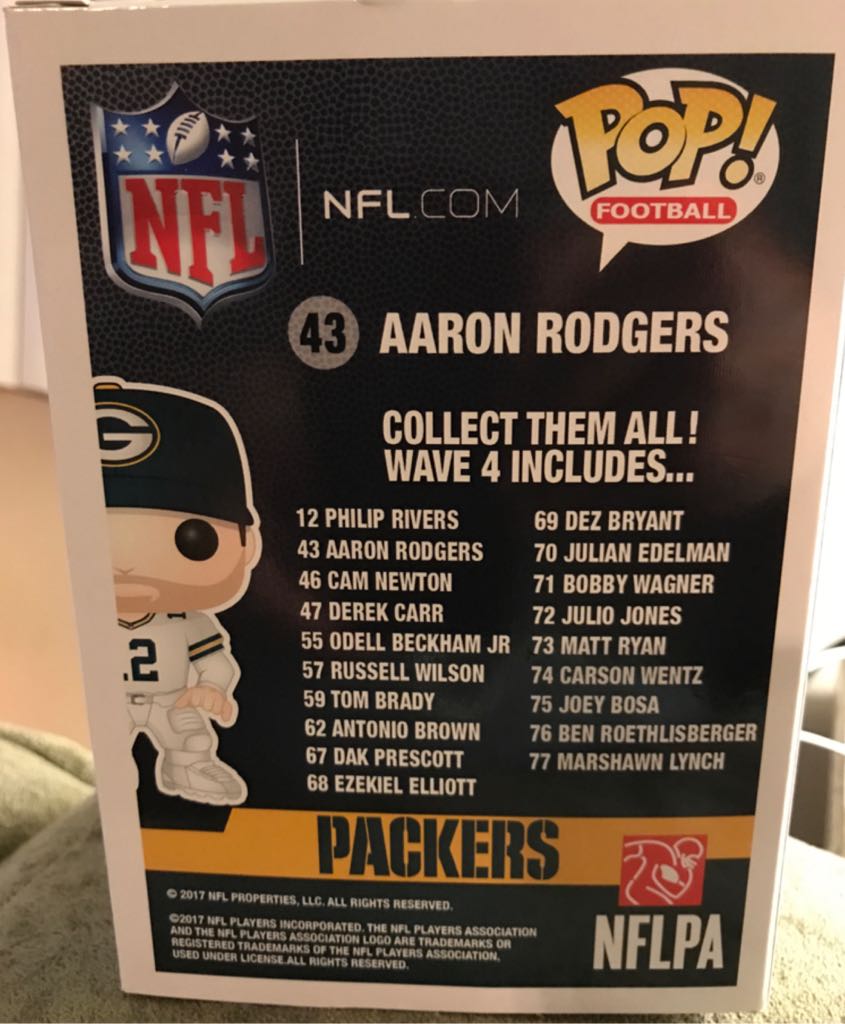 NFL
NFL.COM
POP!®
FOOTBALL
43 AARON RODGERS
COLLECT THEM ALL!
WAVE 4 INCLUDES...
12 PHILIP RIVERS
43 AARON RODGERS
46 CAM NEWTON
47 DEREK CARR
55 ODELL BECKHAM JR
57 RUSSELL WILSON
59 TOM BRADY
62 ANTONIO BROWN
67 DAK PRESCOTT
68 EZEKIEL ELLIOTT
69 DEZ BRYANT
70 JULIAN EDELMAN
71 BOBBY WAGNER
72 JULIO JONES
73 MATT RYAN
74 CARSON WENTZ
75 JOEY BOSA
76 BEN ROETHLISBERGER
77 MARSHAWN LYNCH
G
12
PACKERS
© 2017 NFL PROPERTIES, LLC. ALL RIGHTS RESERVED.
©2017 NFL PLAYERS INCORPORATED. THE NFL PLAYERS ASSOCIATION
AND THE NFL PLAYERS ASSOCIATION LOGO ARE TRADEMARKS OR
REGISTERED TRADEMARKS OF THE NFL PLAYERS ASSOCIATION,
USED UNDER LICENSE.ALL RIGHTS RESERVED.
NFLPA